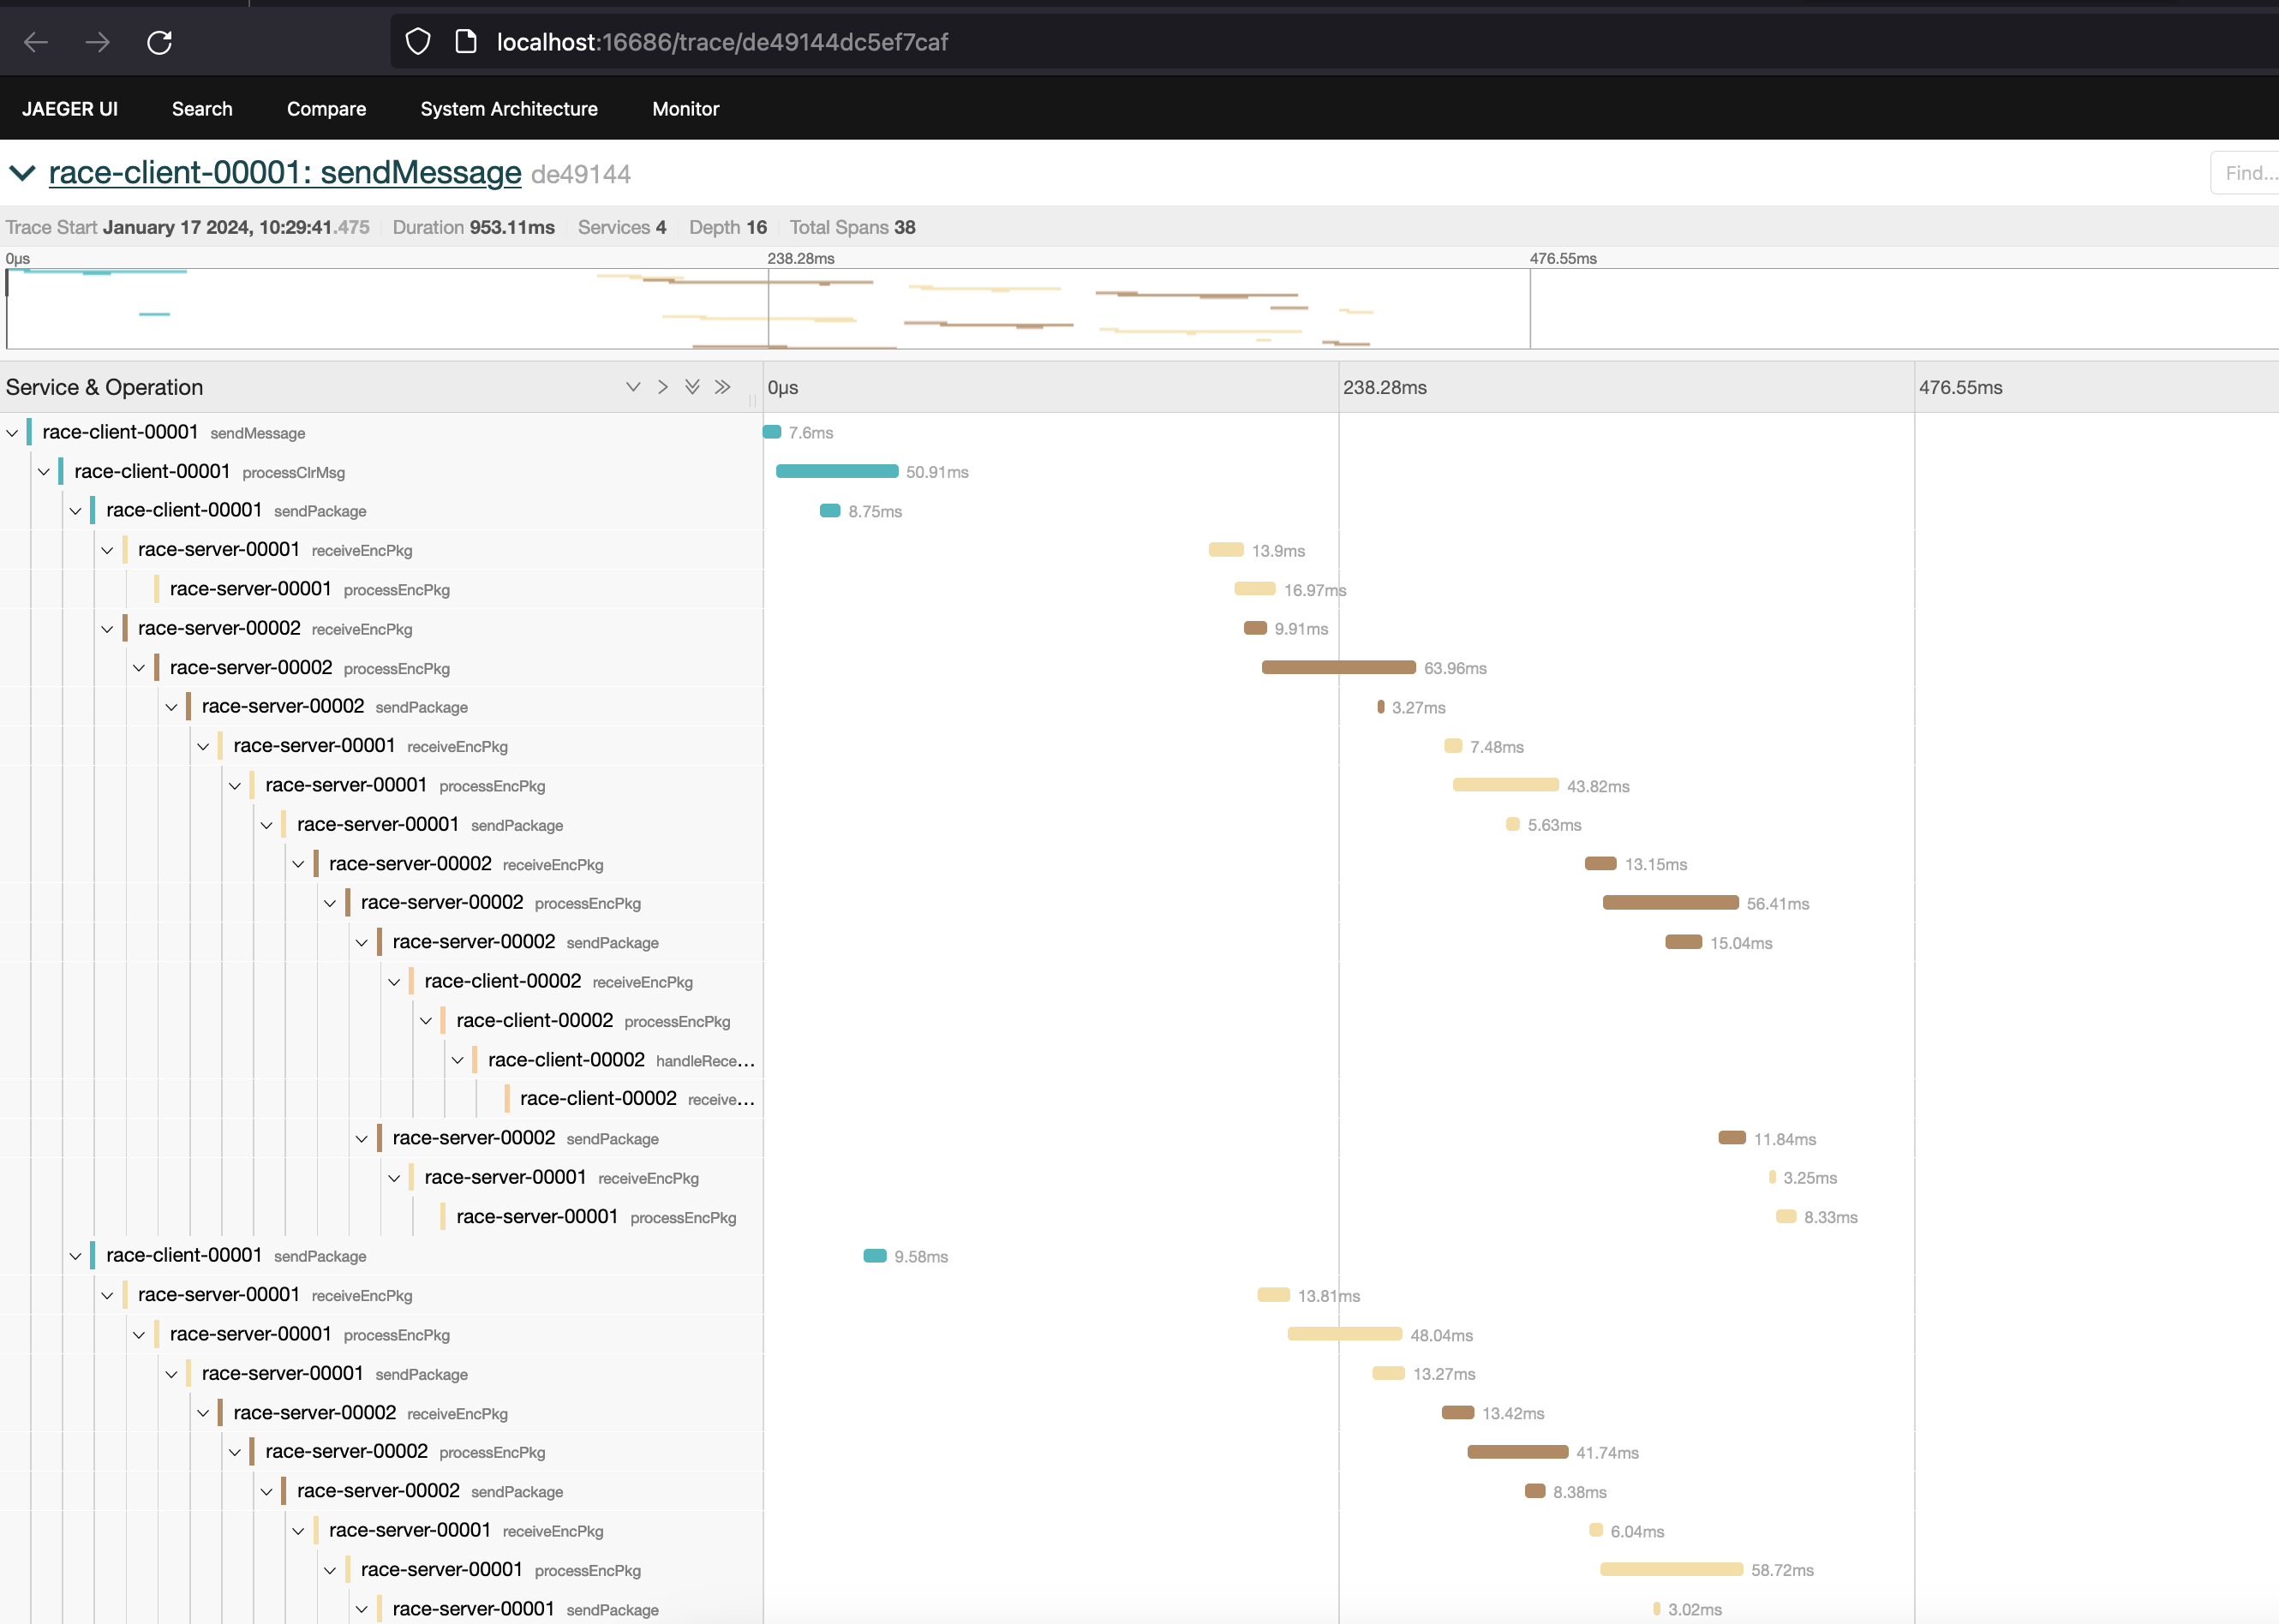 localhost:16686/trace/de49144dc5ef7caf
JAEGER UI Search Compare System Architecture Monitor
race-client-00001: sendMessage de49144
Find...
Trace Start January 17 2024, 10:29:41.475 Duration 953.11ms Services 4 Depth 16 Total Spans 38
0μs 238.28ms 476.55ms
Service & Operation 0μs 238.28ms 476.55ms
race-client-00001 sendMessage 7.6ms
race-client-00001 processClrMsg 50.91ms
race-client-00001 sendPackage 8.75ms
race-server-00001 receiveEncPkg 13.9ms
race-server-00001 processEncPkg 16.97ms
race-server-00002 receiveEncPkg 9.91ms
race-server-00002 processEncPkg 63.96ms
race-server-00002 sendPackage 3.27ms
race-server-00001 receiveEncPkg 7.48ms
race-server-00001 processEncPkg 43.82ms
race-server-00001 sendPackage 5.63ms
race-server-00002 receiveEncPkg 13.15ms
race-server-00002 processEncPkg 56.41ms
race-server-00002 sendPackage 15.04ms
race-client-00002 receiveEncPkg
race-client-00002 processEncPkg
race-client-00002 handleRece...
race-client-00002 receive...
race-server-00002 sendPackage 11.84ms
race-server-00001 receiveEncPkg 3.25ms
race-server-00001 processEncPkg 8.33ms
race-client-00001 sendPackage 9.58ms
race-server-00001 receiveEncPkg 13.81ms
race-server-00001 processEncPkg 48.04ms
race-server-00001 sendPackage 13.27ms
race-server-00002 receiveEncPkg 13.42ms
race-server-00002 processEncPkg 41.74ms
race-server-00002 sendPackage 8.38ms
race-server-00001 receiveEncPkg 6.04ms
race-server-00001 processEncPkg 58.72ms
race-server-00001 sendPackage 3.02ms